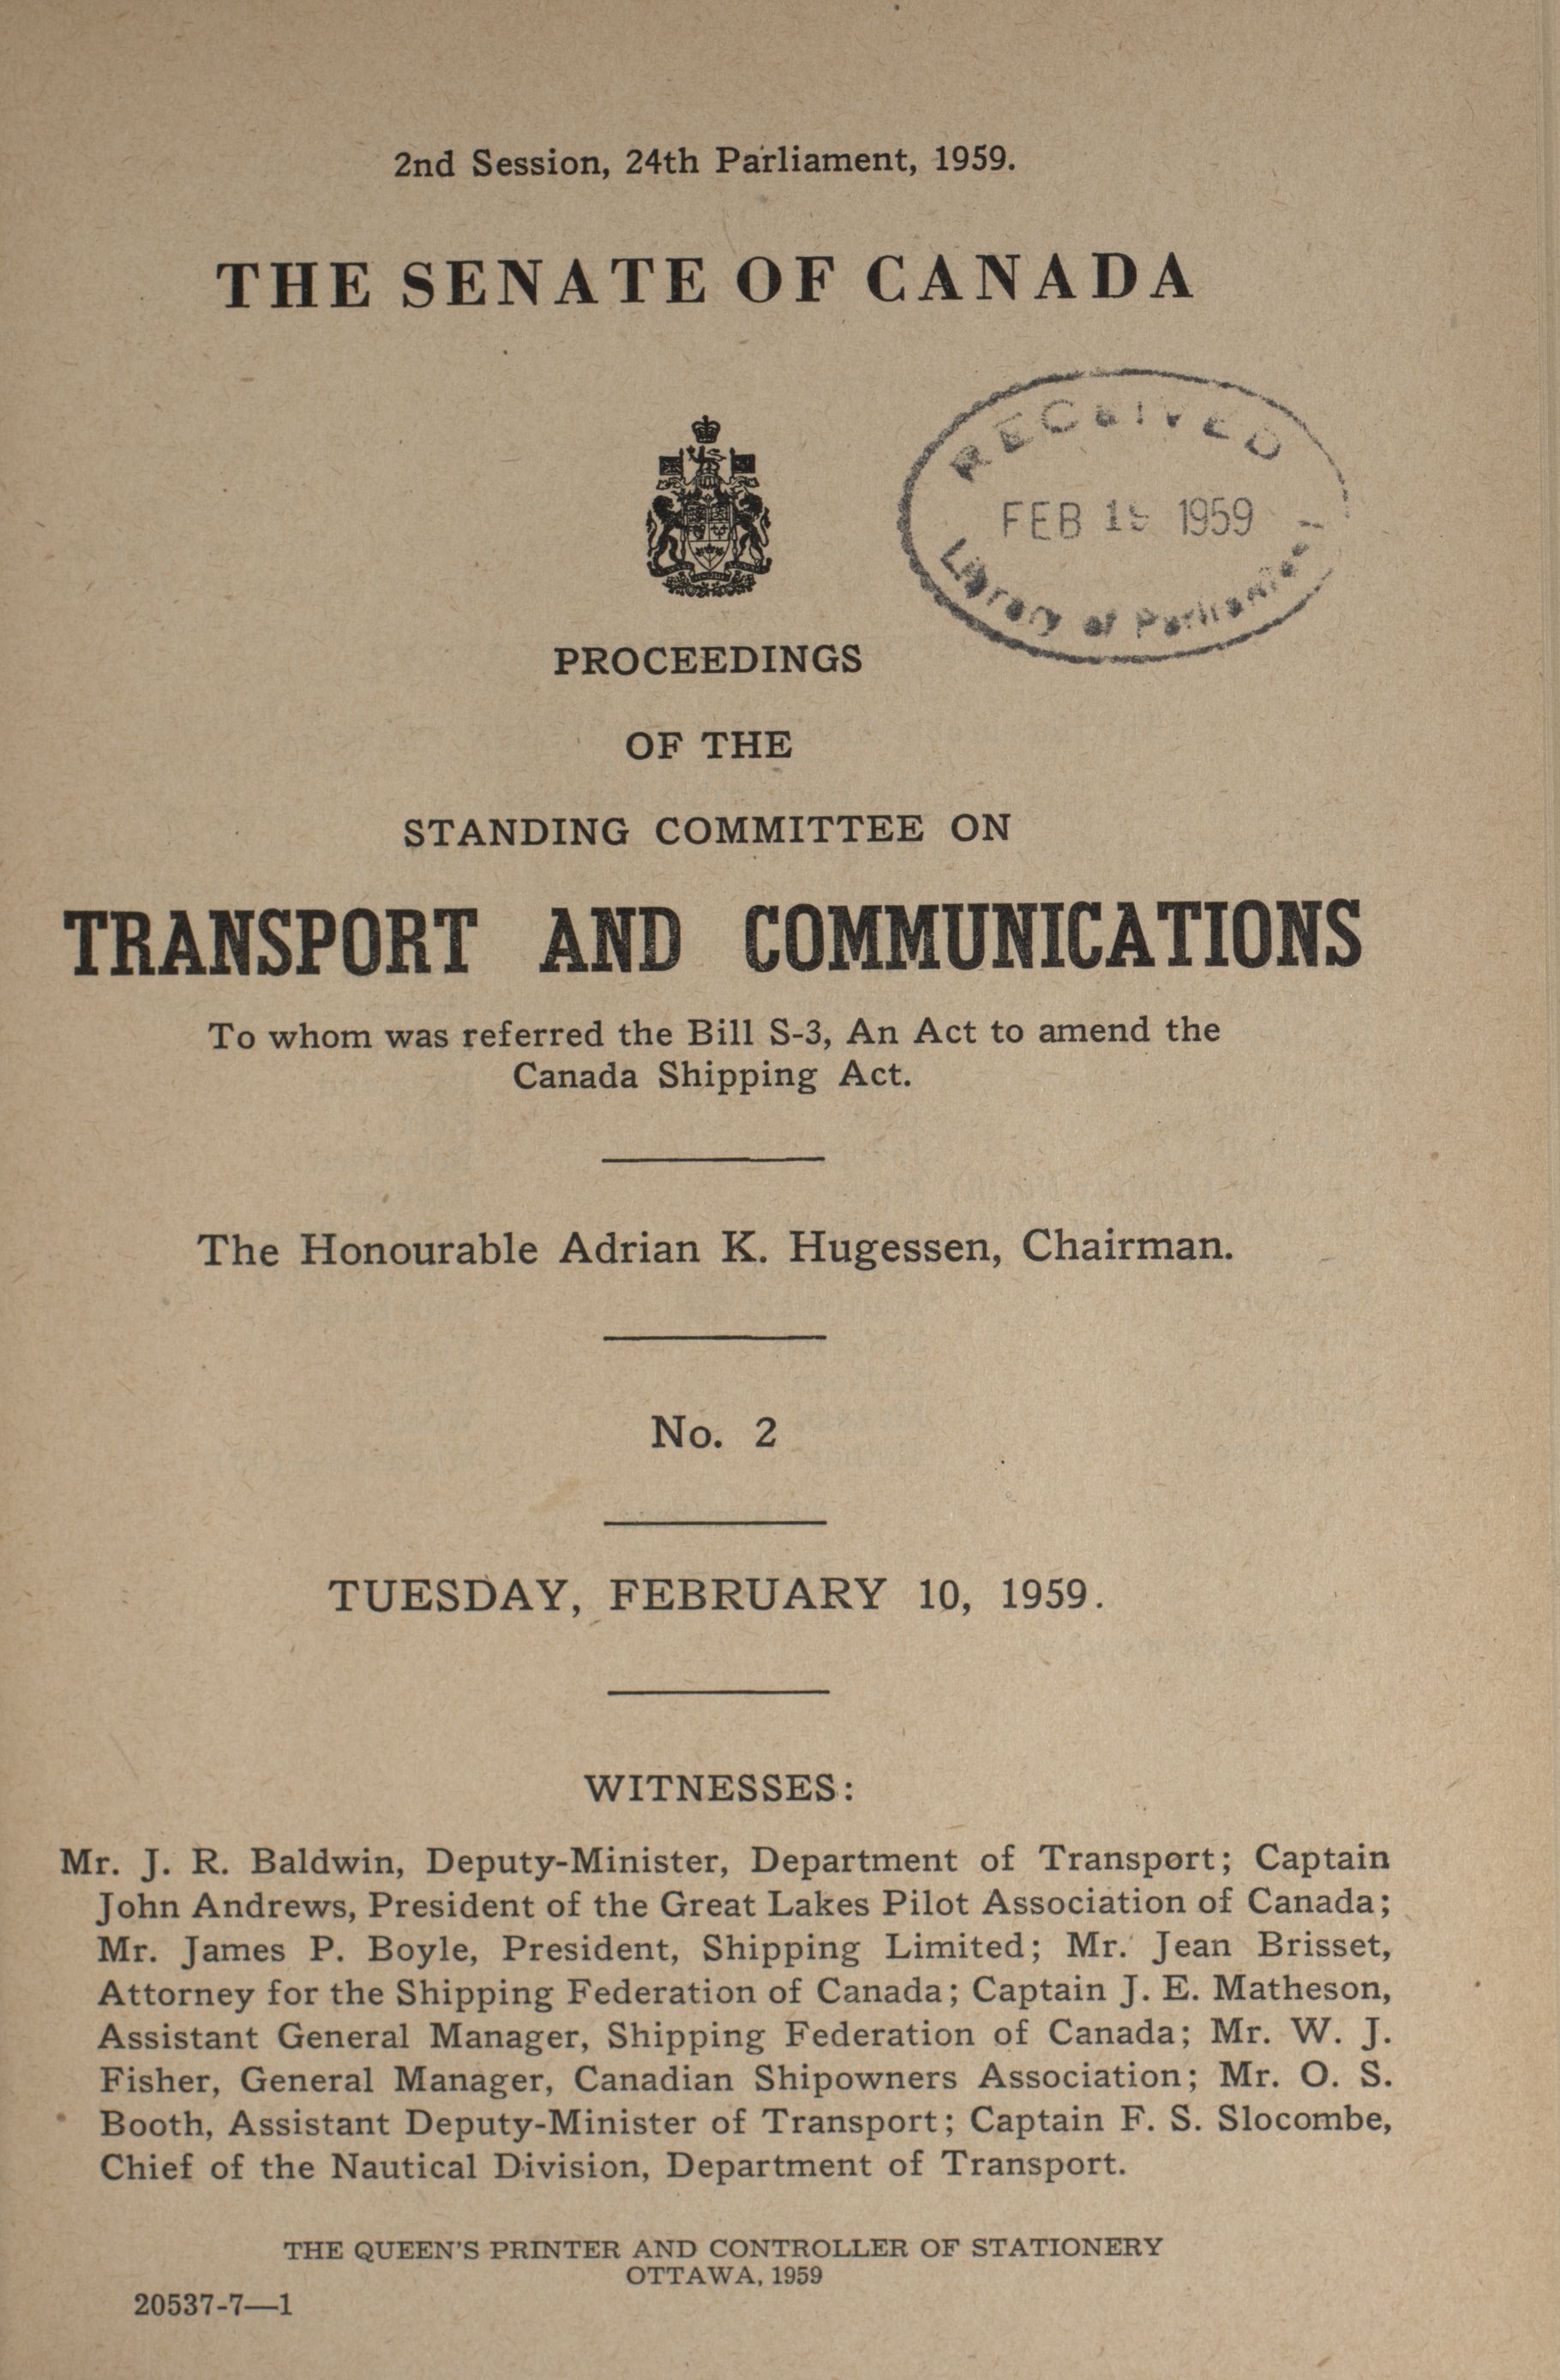 2nd Session, 24th Parliament, 1959.
THE SENATE OF CANADA
RECEIVED
FEB 1 1959
Library of Parliament
PROCEEDINGS
OF THE
STANDING COMMITTEE ON
TRANSPORT AND COMMUNICATIONS
To whom was referred the Bill S-3, An Act to amend the
Canada Shipping Act.
The Honourable Adrian K. Hugessen, Chairman.
No. 2
TUESDAY, FEBRUARY 10, 1959.
WITNESSES:
Mr. J. R. Baldwin, Deputy-Minister, Department of Transport; Captain
John Andrews, President of the Great Lakes Pilot Association of Canada;
Mr. James P. Boyle, President, Shipping Limited; Mr. Jean Brisset,
Attorney for the Shipping Federation of Canada; Captain J. E. Matheson,
Assistant General Manager, Shipping Federation of Canada; Mr. W. J.
Fisher, General Manager, Canadian Shipowners Association; Mr. O. S.
Booth, Assistant Deputy-Minister of Transport; Captain F. S. Slocombe,
Chief of the Nautical Division, Department of Transport.
THE QUEEN'S PRINTER AND CONTROLLER OF STATIONERY
OTTAWA, 1959
20537-7—1